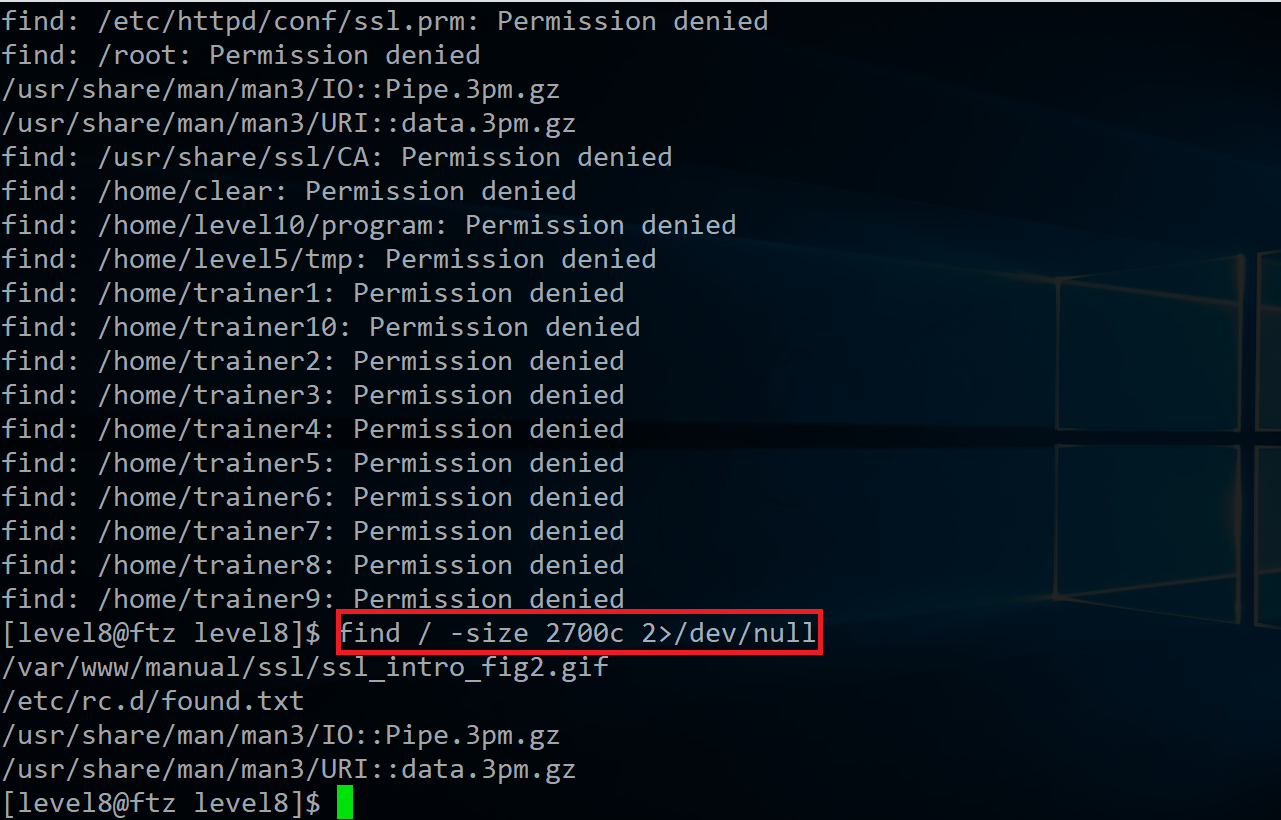 find: /etc/httpd/conf/ssl.prm: Permission denied
find: /root: Permission denied
/usr/share/man/man3/IO::Pipe.3pm.gz
/usr/share/man/man3/URI::data.3pm.gz
find: /usr/share/ssl/CA: Permission denied
find: /home/clear: Permission denied
find: /home/level10/program: Permission denied
find: /home/level5/tmp: Permission denied
find: /home/trainer1: Permission denied
find: /home/trainer10: Permission denied
find: /home/trainer2: Permission denied
find: /home/trainer3: Permission denied
find: /home/trainer4: Permission denied
find: /home/trainer5: Permission denied
find: /home/trainer6: Permission denied
find: /home/trainer7: Permission denied
find: /home/trainer8: Permission denied
find: /home/trainer9: Permission denied
[level8@ftz level8]$ find / -size 2700c 2>/dev/null
/var/www/manual/ssl/ssl_intro_fig2.gif
/etc/rc.d/found.txt
/usr/share/man/man3/IO::Pipe.3pm.gz
/usr/share/man/man3/URI::data.3pm.gz
[level8@ftz level8]$